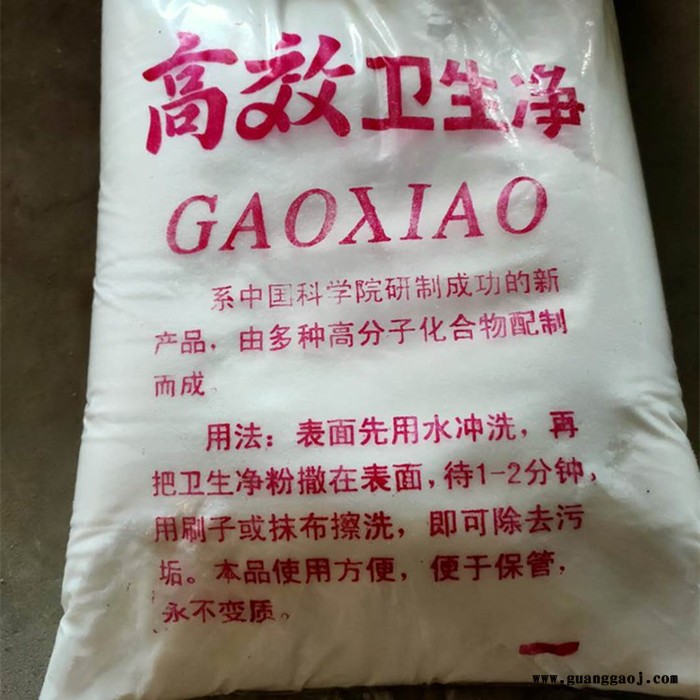 高效卫生净
GAOXIAO
系中国科学院研制成功的新
产品，由多种高分子化合物配制
而成。
用法：表面先用水冲洗，再
把卫生净粉撒在表面，待1-2分钟，
用刷子或抹布擦洗，即可除去污
垢。本品使用方便，便于保管，
永不变质。
www.guanggaoj.com